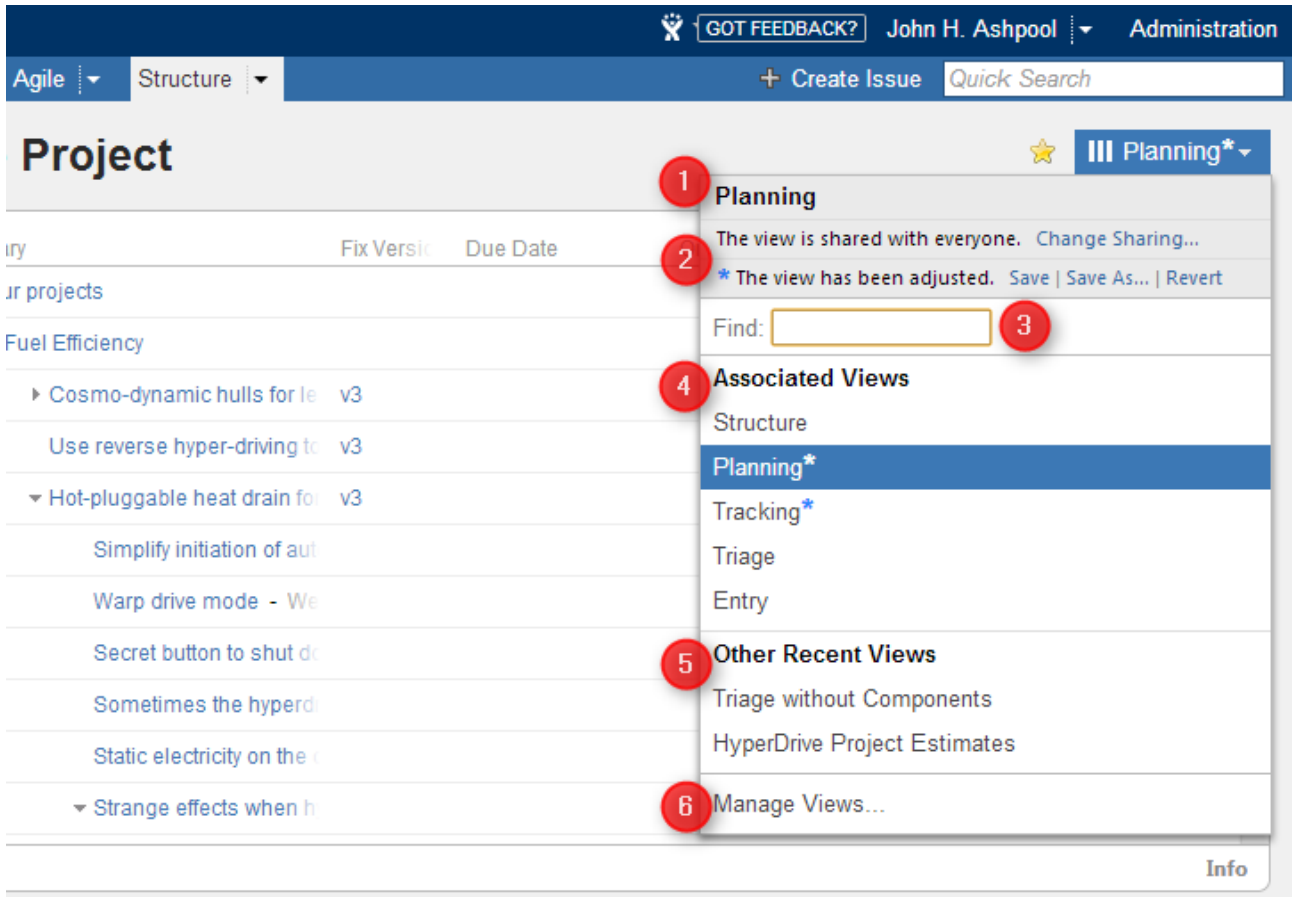 GOT FEEDBACK? John H. Ashpool Administration
Agile Structure + Create Issue Quick Search
Project Planning*
1 Planning
The view is shared with everyone. Change Sharing...
2
* The view has been adjusted. Save | Save As... | Revert
Find: 3
ry Fix Versi Due Date
ur projects
Fuel Efficiency
Cosmo-dynamic hulls for le v3
Use reverse hyper-driving to v3
Hot-pluggable heat drain for v3
Simplify initiation of aut
Warp drive mode - We
Secret button to shut do
Sometimes the hyperd
Static electricity on the
Strange effects when h
4 Associated Views
Structure
Planning*
Tracking*
Triage
Entry
5 Other Recent Views
Triage without Components
HyperDrive Project Estimates
6 Manage Views...
Info